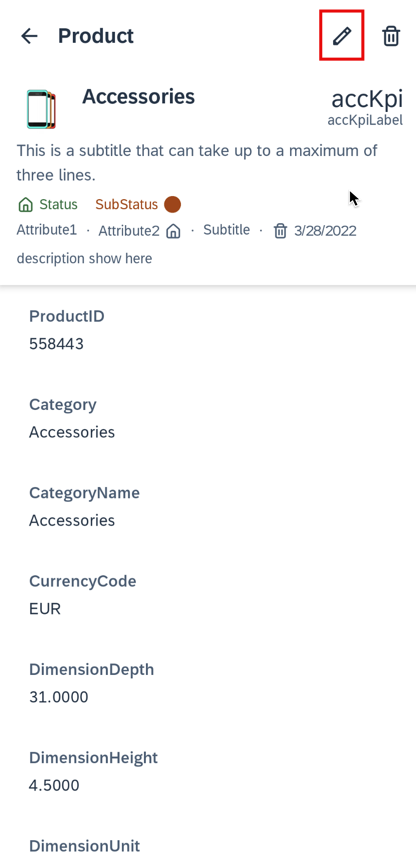 Product
Accessories
accKpi
accKpiLabel
This is a subtitle that can take up to a maximum of
three lines.
Status SubStatus
Attribute1 · Attribute2 · Subtitle · 3/28/2022
description show here
ProductID
558443
Category
Accessories
CategoryName
Accessories
CurrencyCode
EUR
DimensionDepth
31.0000
DimensionHeight
4.5000
DimensionUnit